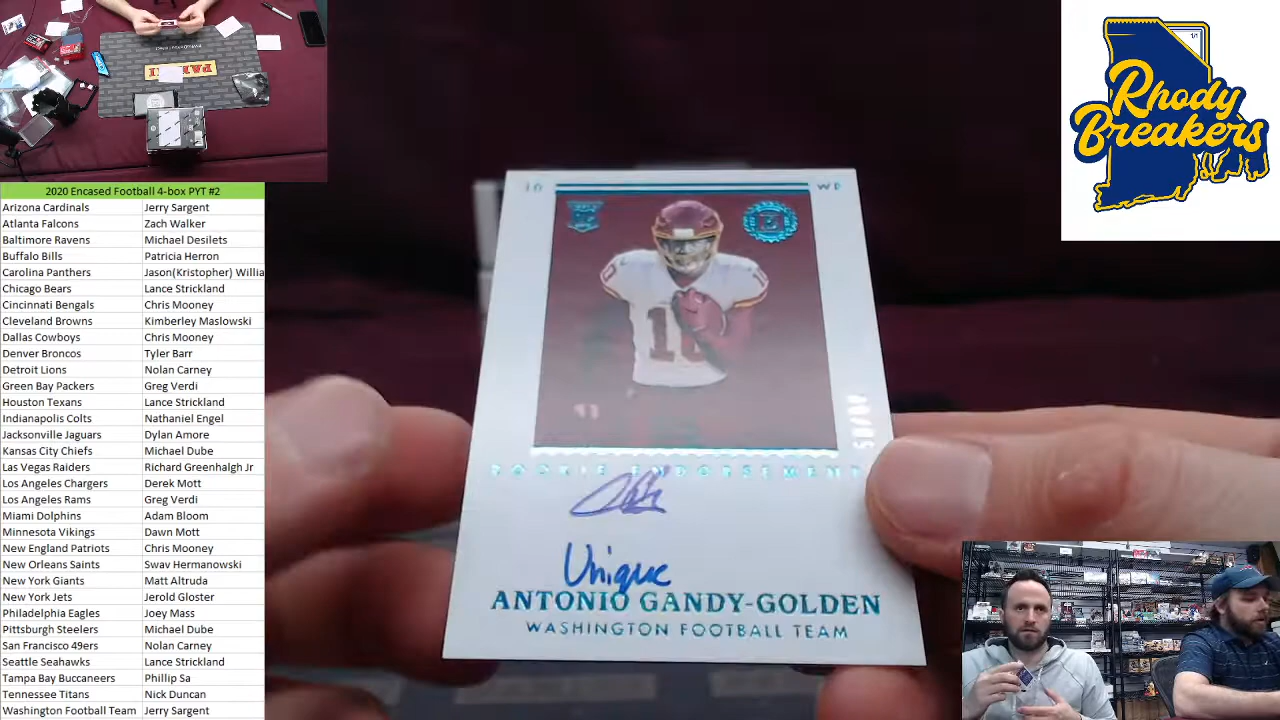 Rhody
Breakers
1/1
PANINI
2020 Encased Football 4-box PYT #2
Arizona Cardinals Jerry Sargent
Atlanta Falcons Zach Walker
Baltimore Ravens Michael Desilets
Buffalo Bills Patricia Herron
Carolina Panthers Jason(Kristopher) Willia
Chicago Bears Lance Strickland
Cincinnati Bengals Chris Mooney
Cleveland Browns Kimberley Maslowski
Dallas Cowboys Chris Mooney
Denver Broncos Tyler Barr
Detroit Lions Nolan Carney
Green Bay Packers Greg Verdi
Houston Texans Lance Strickland
Indianapolis Colts Nathaniel Engel
Jacksonville Jaguars Dylan Amore
Kansas City Chiefs Michael Dube
Las Vegas Raiders Richard Greenhalgh Jr
Los Angeles Chargers Derek Mott
Los Angeles Rams Greg Verdi
Miami Dolphins Adam Bloom
Minnesota Vikings Dawn Mott
New England Patriots Chris Mooney
New Orleans Saints Swav Hermanowski
New York Giants Matt Altruda
New York Jets Jerold Gloster
Philadelphia Eagles Joey Mass
Pittsburgh Steelers Michael Dube
San Francisco 49ers Nolan Carney
Seattle Seahawks Lance Strickland
Tampa Bay Buccaneers Phillip Sa
Tennessee Titans Nick Duncan
Washington Football Team Jerry Sargent
10 WR
RC
10
ROOKIE ENDORSEMENT
Unique
ANTONIO GANDY-GOLDEN
WASHINGTON FOOTBALL TEAM